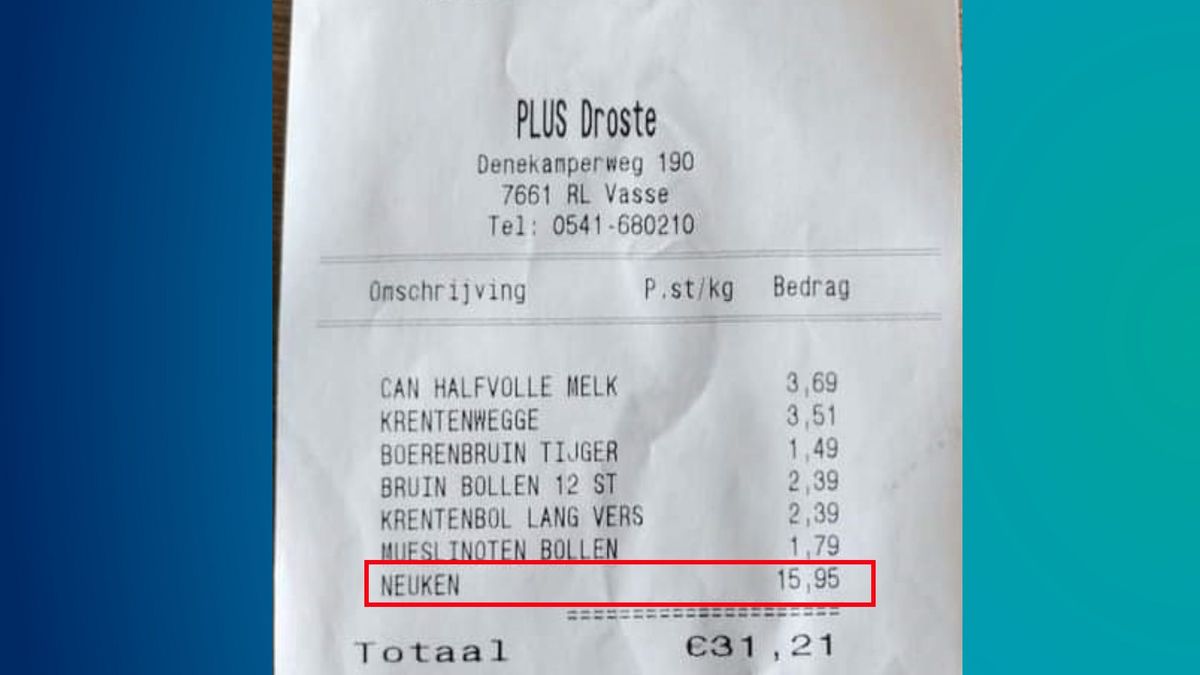 PLUS Droste
Denekamperweg 190
7661 RL Vasse
Tel: 0541-680210
Omschrijving P.st/kg Bedrag
CAN HALFVOLLE MELK 3,69
KRENTENWEGGE 3,51
BOERENBRUIN TIJGER 1,49
BRUIN BOLLEN 12 ST 2,39
KRENTENBOL LANG VERS 2,39
MUESLINOTEN BOLLEN 1,79
NEUKEN 15,95
Totaal €31,21